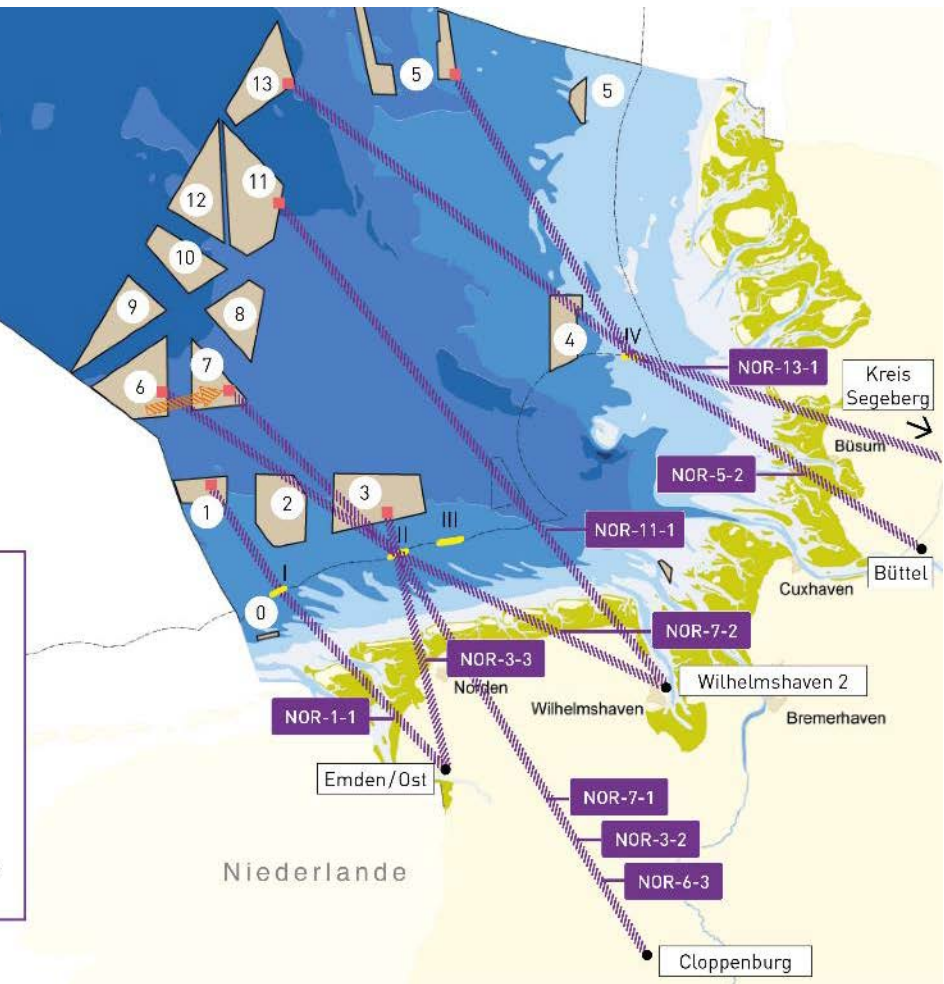 5
5
13
11
12
10
9
8
7
6
4
IV
NOR-13-1
Kreis
Segeberg
Büsum
NOR-5-2
1
2
3
II
III
NOR-11-1
Büttel
Cuxhaven
I
0
NOR-7-2
NOR-3-3
Norden
Wilhelmshaven 2
Wilhelmshaven
NOR-1-1
Bremerhaven
Emden/Ost
NOR-7-1
NOR-3-2
Niederlande
NOR-6-3
Cloppenburg